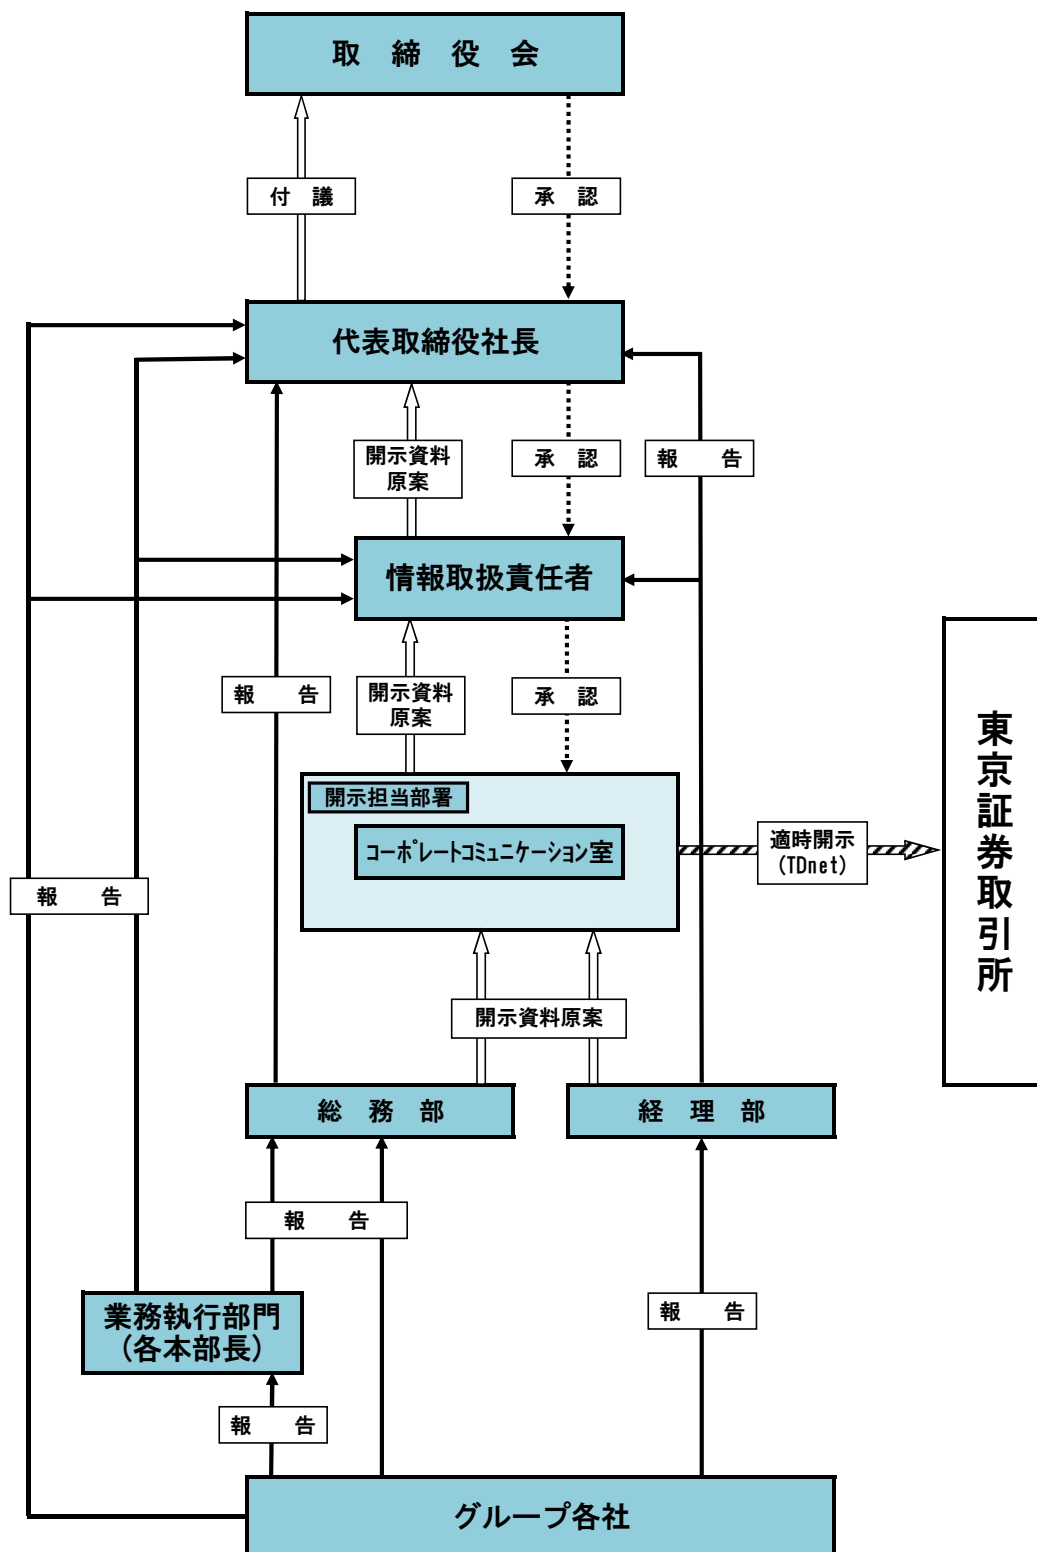 取　締　役　会
付　議
承　認
代表取締役社長
開示資料
原案
承　認
報　　告
情報取扱責任者
報　　告
開示資料
原案
承　認
開示担当部署
コーポレートコミュニケーション室
適時開示
（TDnet）
東京証券取引所
報　　告
開示資料原案
総　務　部
経　理　部
報　　告
業務執行部門
（各本部長）
報　　告
報　　告
グループ各社